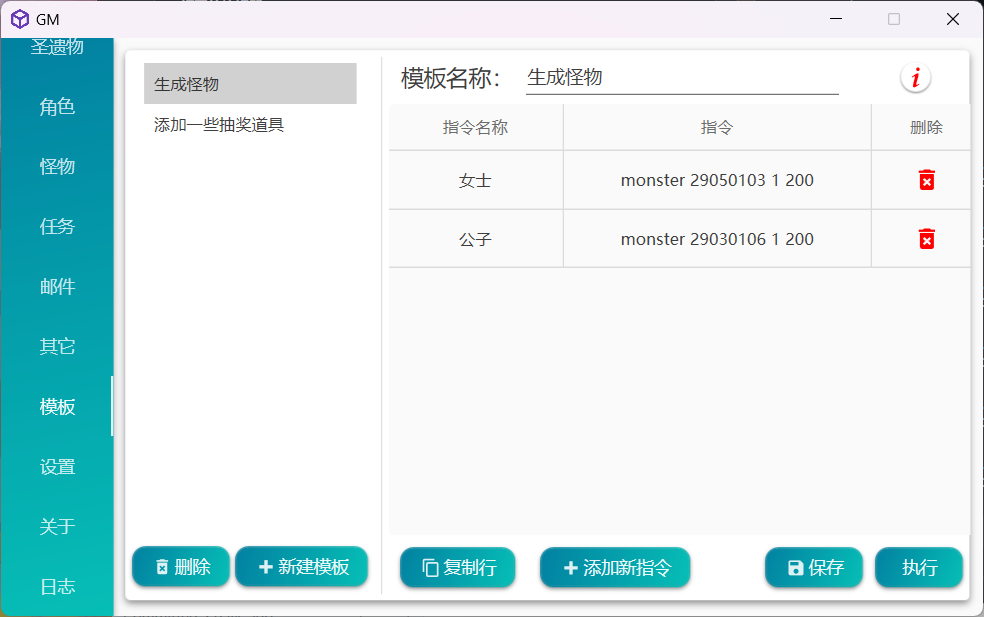 GM
圣遗物
角色
怪物
任务
邮件
其它
模板
设置
关于
日志
生成怪物
添加一些抽奖道具
删除
新建模板
模板名称： 生成怪物
i
指令名称 指令 删除
女士 monster 29050103 1 200
公子 monster 29030106 1 200
复制行 添加新指令 保存 执行